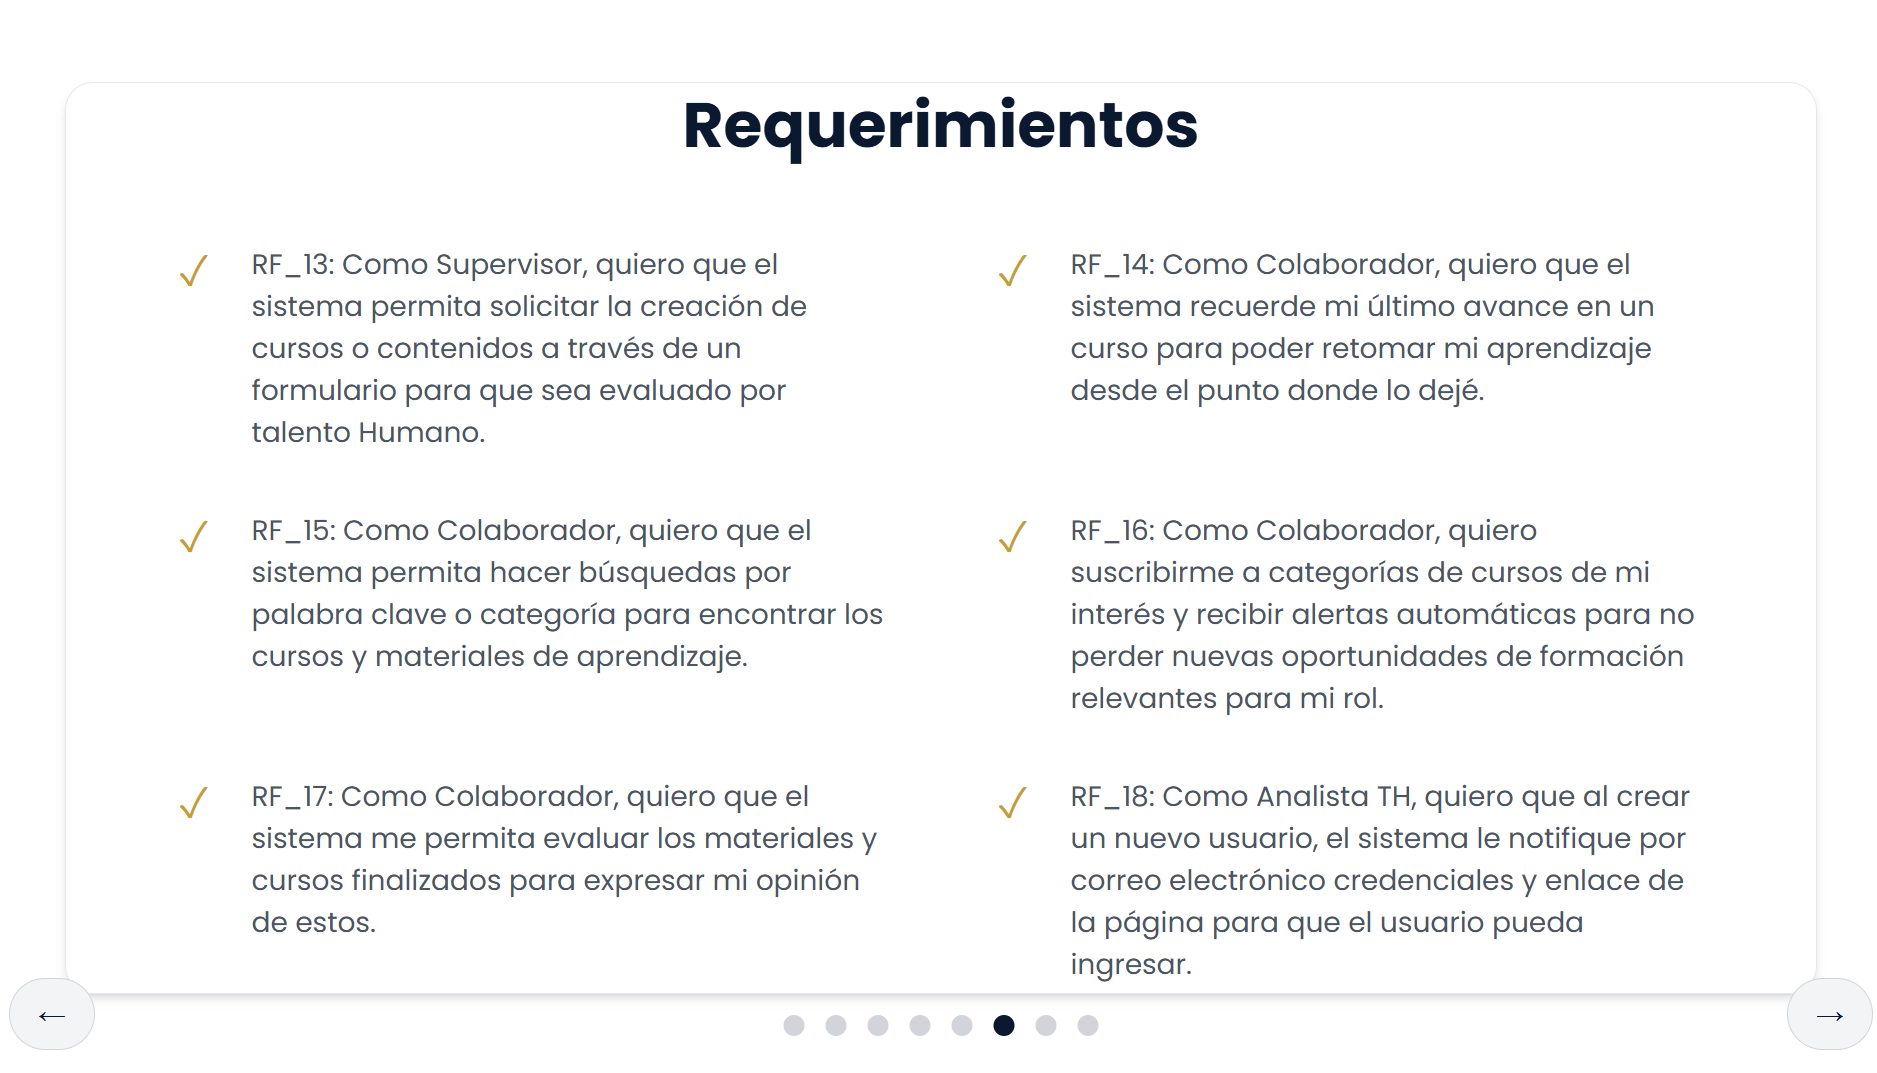 Requerimientos
✓ RF_13: Como Supervisor, quiero que el
sistema permita solicitar la creación de
cursos o contenidos a través de un
formulario para que sea evaluado por
talento Humano.
✓ RF_14: Como Colaborador, quiero que el
sistema recuerde mi último avance en un
curso para poder retomar mi aprendizaje
desde el punto donde lo dejé.
✓ RF_15: Como Colaborador, quiero que el
sistema permita hacer búsquedas por
palabra clave o categoría para encontrar los
cursos y materiales de aprendizaje.
✓ RF_16: Como Colaborador, quiero
suscribirme a categorías de cursos de mi
interés y recibir alertas automáticas para no
perder nuevas oportunidades de formación
relevantes para mi rol.
✓ RF_17: Como Colaborador, quiero que el
sistema me permita evaluar los materiales y
cursos finalizados para expresar mi opinión
de estos.
✓ RF_18: Como Analista TH, quiero que al crear
un nuevo usuario, el sistema le notifique por
correo electrónico credenciales y enlace de
la página para que el usuario pueda
ingresar.
← →